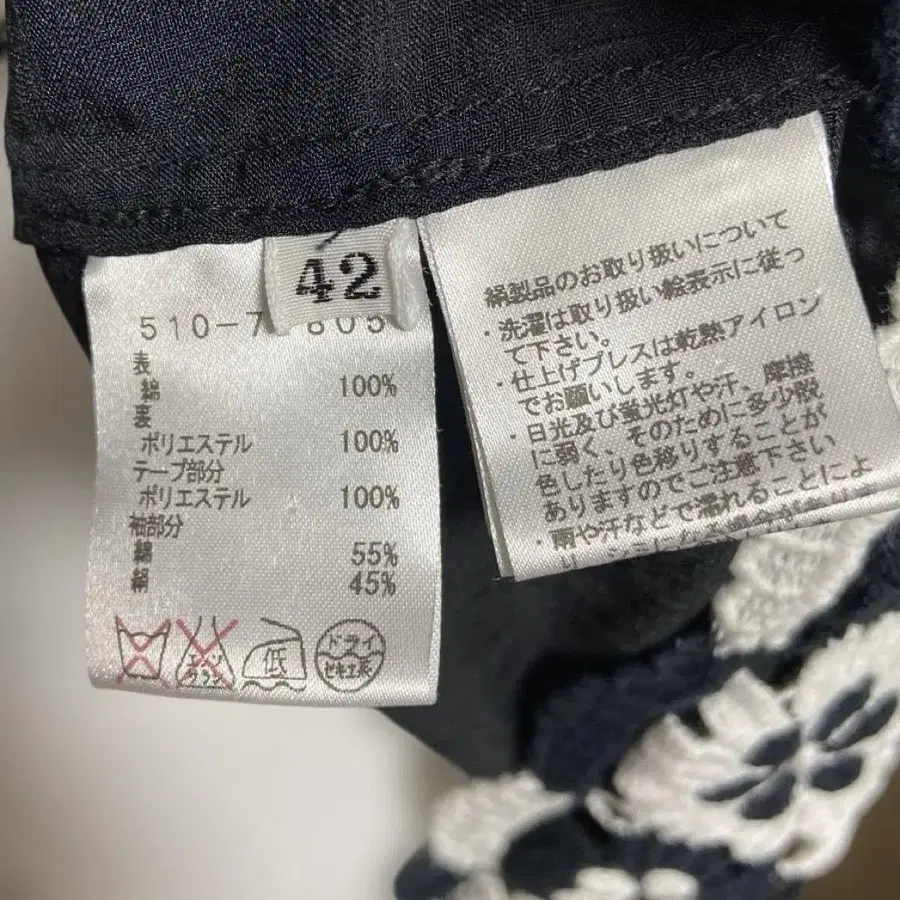 42
510-7 805
表
綿 100%
裏
ポリエステル 100%
テープ部分
ポリエステル 100%
袖部分
綿 55%
絹 45%
エンソ
サラシ
低
ドライ
セキユ系
絹製品のお取り扱いについて
・洗濯は取り扱い絵表示に従っ
て下さい。
・仕上げプレスは乾熱アイロン
でお願いします。
・日光及び蛍光灯や汗、摩擦
に弱く、そのために多少脱
色したり色移りすることが
ありますのでご注意下さい
・雨や汗などで濡れることによ